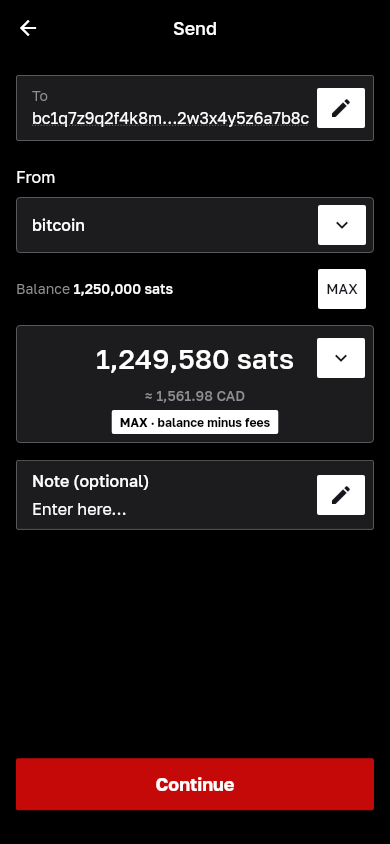 Send
To
bc1q7z9q2f4k8m...2w3x4y5z6a7b8c
From
bitcoin
Balance 1,250,000 sats
MAX
1,249,580 sats
≈ 1,561.98 CAD
MAX · balance minus fees
Note (optional)
Enter here...
Continue